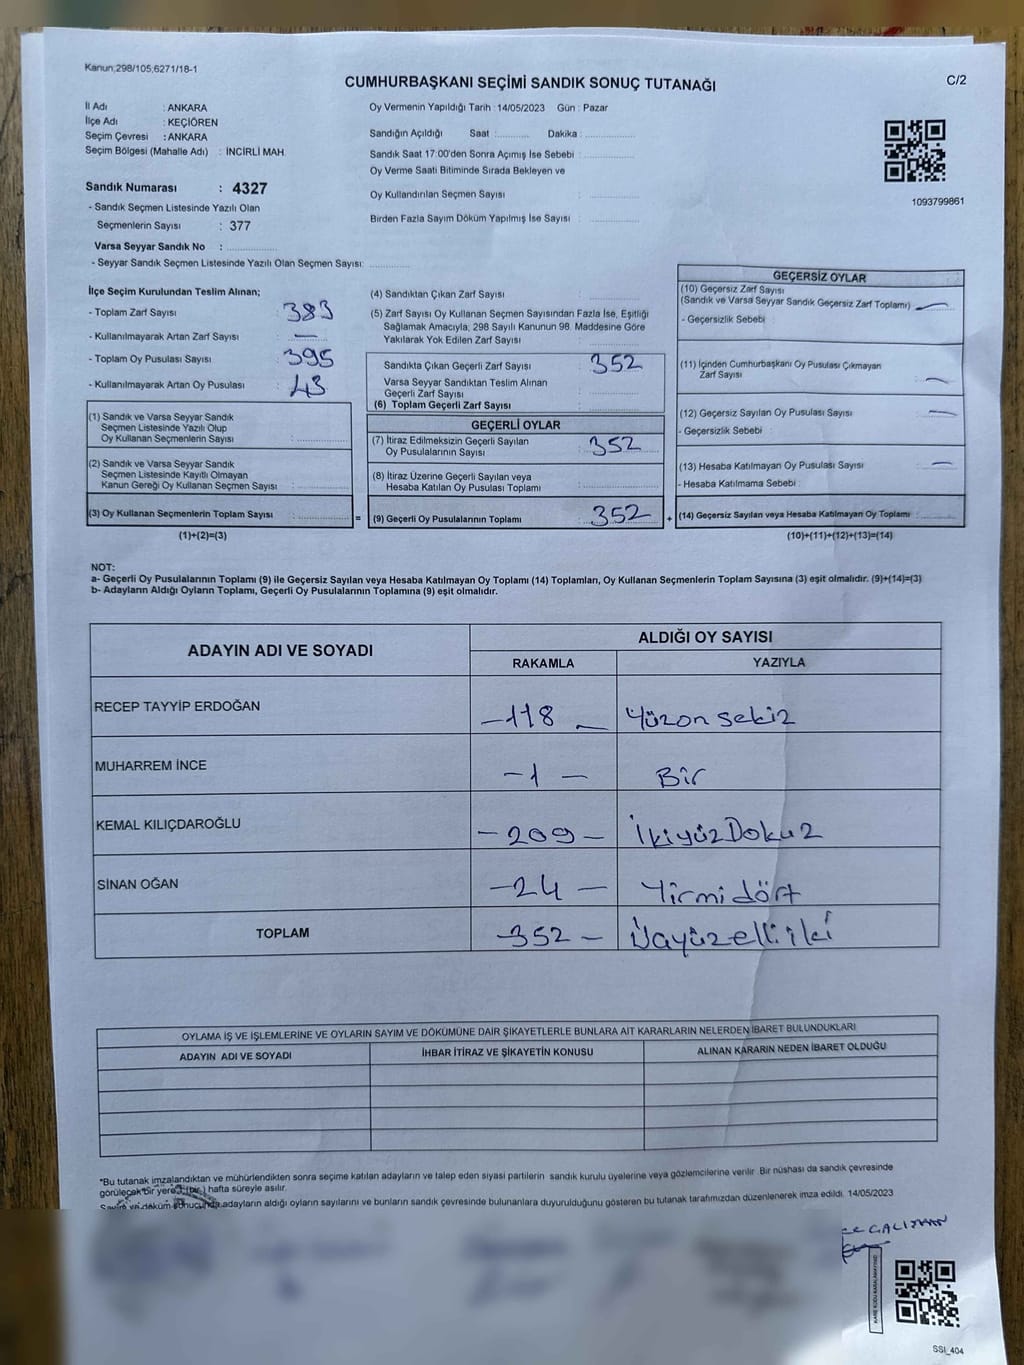 Kanun;298/105,6271/18-1
C/2
CUMHURBAŞKANI SEÇİMİ SANDIK SONUÇ TUTANAĞI
İl Adı : ANKARA
İlçe Adı : KEÇİÖREN
Seçim Çevresi : ANKARA
Seçim Bölgesi (Mahalle Adı) : İNCİRLİ MAH.
Sandık Numarası : 4327
- Sandık Seçmen Listesinde Yazılı Olan
Seçmenlerin Sayısı : 377
Varsa Seyyar Sandık No :
- Seyyar Sandık Seçmen Listesinde Yazılı Olan Seçmen Sayısı:
Oy Vermenin Yapıldığı Tarih : 14/05/2023 Gün : Pazar
Sandığın Açıldığı Saat : Dakika :
Sandık Saat 17:00'den Sonra Açımış İse Sebebi :
Oy Verme Saati Bitiminde Sırada Bekleyen ve
Oy Kullandırılan Seçmen Sayısı :
Birden Fazla Sayım Döküm Yapılmış İse Sayısı :
1093799861
İlçe Seçim Kurulundan Teslim Alınan;
- Toplam Zarf Sayısı : 383
- Kullanılmayarak Artan Zarf Sayısı : —
- Toplam Oy Pusulası Sayısı : 395
- Kullanılmayarak Artan Oy Pusulası : 43
(1) Sandık ve Varsa Seyyar Sandık
Seçmen Listesinde Yazılı Olup
Oy Kullanan Seçmenlerin Sayısı :
(2) Sandık ve Varsa Seyyar Sandık
Seçmen Listesinde Kayıtlı Olmayan
Kanun Gereği Oy Kullanan Seçmen Sayısı :
(3) Oy Kullanan Seçmenlerin Toplam Sayısı : =
(1)+(2)=(3)
(4) Sandıktan Çıkan Zarf Sayısı :
(5) Zarf Sayısı Oy Kullanan Seçmen Sayısından Fazla İse, Eşitliği
Sağlamak Amacıyla; 298 Sayılı Kanunun 98. Maddesine Göre
Yakılarak Yok Edilen Zarf Sayısı :
Sandıkta Çıkan Geçerli Zarf Sayısı : 352
Varsa Seyyar Sandıktan Teslim Alınan
Geçerli Zarf Sayısı :
(6) Toplam Geçerli Zarf Sayısı :
GEÇERLİ OYLAR
(7) İtiraz Edilmeksizin Geçerli Sayılan
Oy Pusulalarının Sayısı : 352
(8) İtiraz Üzerine Geçerli Sayılan veya
Hesaba Katılan Oy Pusulası Toplamı :
(9) Geçerli Oy Pusulalarının Toplamı : 352 +
GEÇERSİZ OYLAR
(10) Geçersiz Zarf Sayısı
(Sandık ve Varsa Seyyar Sandık Geçersiz Zarf Toplamı) : —
- Geçersizlik Sebebi :
(11) İçinden Cumhurbaşkanı Oy Pusulası Çıkmayan
Zarf Sayısı : —
(12) Geçersiz Sayılan Oy Pusulası Sayısı : —
- Geçersizlik Sebebi :
(13) Hesaba Katılmayan Oy Pusulası Sayısı : —
- Hesaba Katılmama Sebebi :
(14) Geçersiz Sayılan veya Hesaba Katılmayan Oy Toplamı :
(10)+(11)+(12)+(13)=(14)
NOT:
a- Geçerli Oy Pusulalarının Toplamı (9) ile Geçersiz Sayılan veya Hesaba Katılmayan Oy Toplamı (14) Toplamları, Oy Kullanan Seçmenlerin Toplam Sayısına (3) eşit olmalıdır. (9)+(14)=(3)
b- Adayların Aldığı Oyların Toplamı, Geçerli Oy Pusulalarının Toplamına (9) eşit olmalıdır.
ADAYIN ADI VE SOYADI ALDIĞI OY SAYISI
RAKAMLA YAZIYLA
RECEP TAYYİP ERDOĞAN -118- Yüzon sekiz
MUHARREM İNCE -1- Bir
KEMAL KILIÇDAROĞLU -209- İkiyüzDokuz
SİNAN OĞAN -24- Yirmi dört
TOPLAM -352- Üçyüzelli iki
OYLAMA İŞ VE İŞLEMLERİNE VE OYLARIN SAYIM VE DÖKÜMÜNE DAİR ŞİKAYETLERLE BUNLARA AİT KARARLARIN NELERDEN İBARET BULUNDUKLARI
ADAYIN ADI VE SOYADI İHBAR İTİRAZ VE ŞİKAYETİN KONUSU ALINAN KARARIN NEDEN İBARET OLDUĞU
*Bu tutanak imzalandıktan ve mühürlendikten sonra seçime katılan adayların ve talep eden siyasi partilerin sandık kurulu üyelerine veya gözlemcilerine verilir. Bir nüshası da sandık çevresinde
görülecek bir yere 1 (bir) hafta süreyle asılır.
Sayım ve döküm sonucunda adayların aldığı oyların sayılarını ve bunların sandık çevresinde bulunanlara duyurulduğunu gösteren bu tutanak tarafımızdan düzenlenerek imza edildi. 14/05/2023
ÇALIŞKAN
SSİ_404